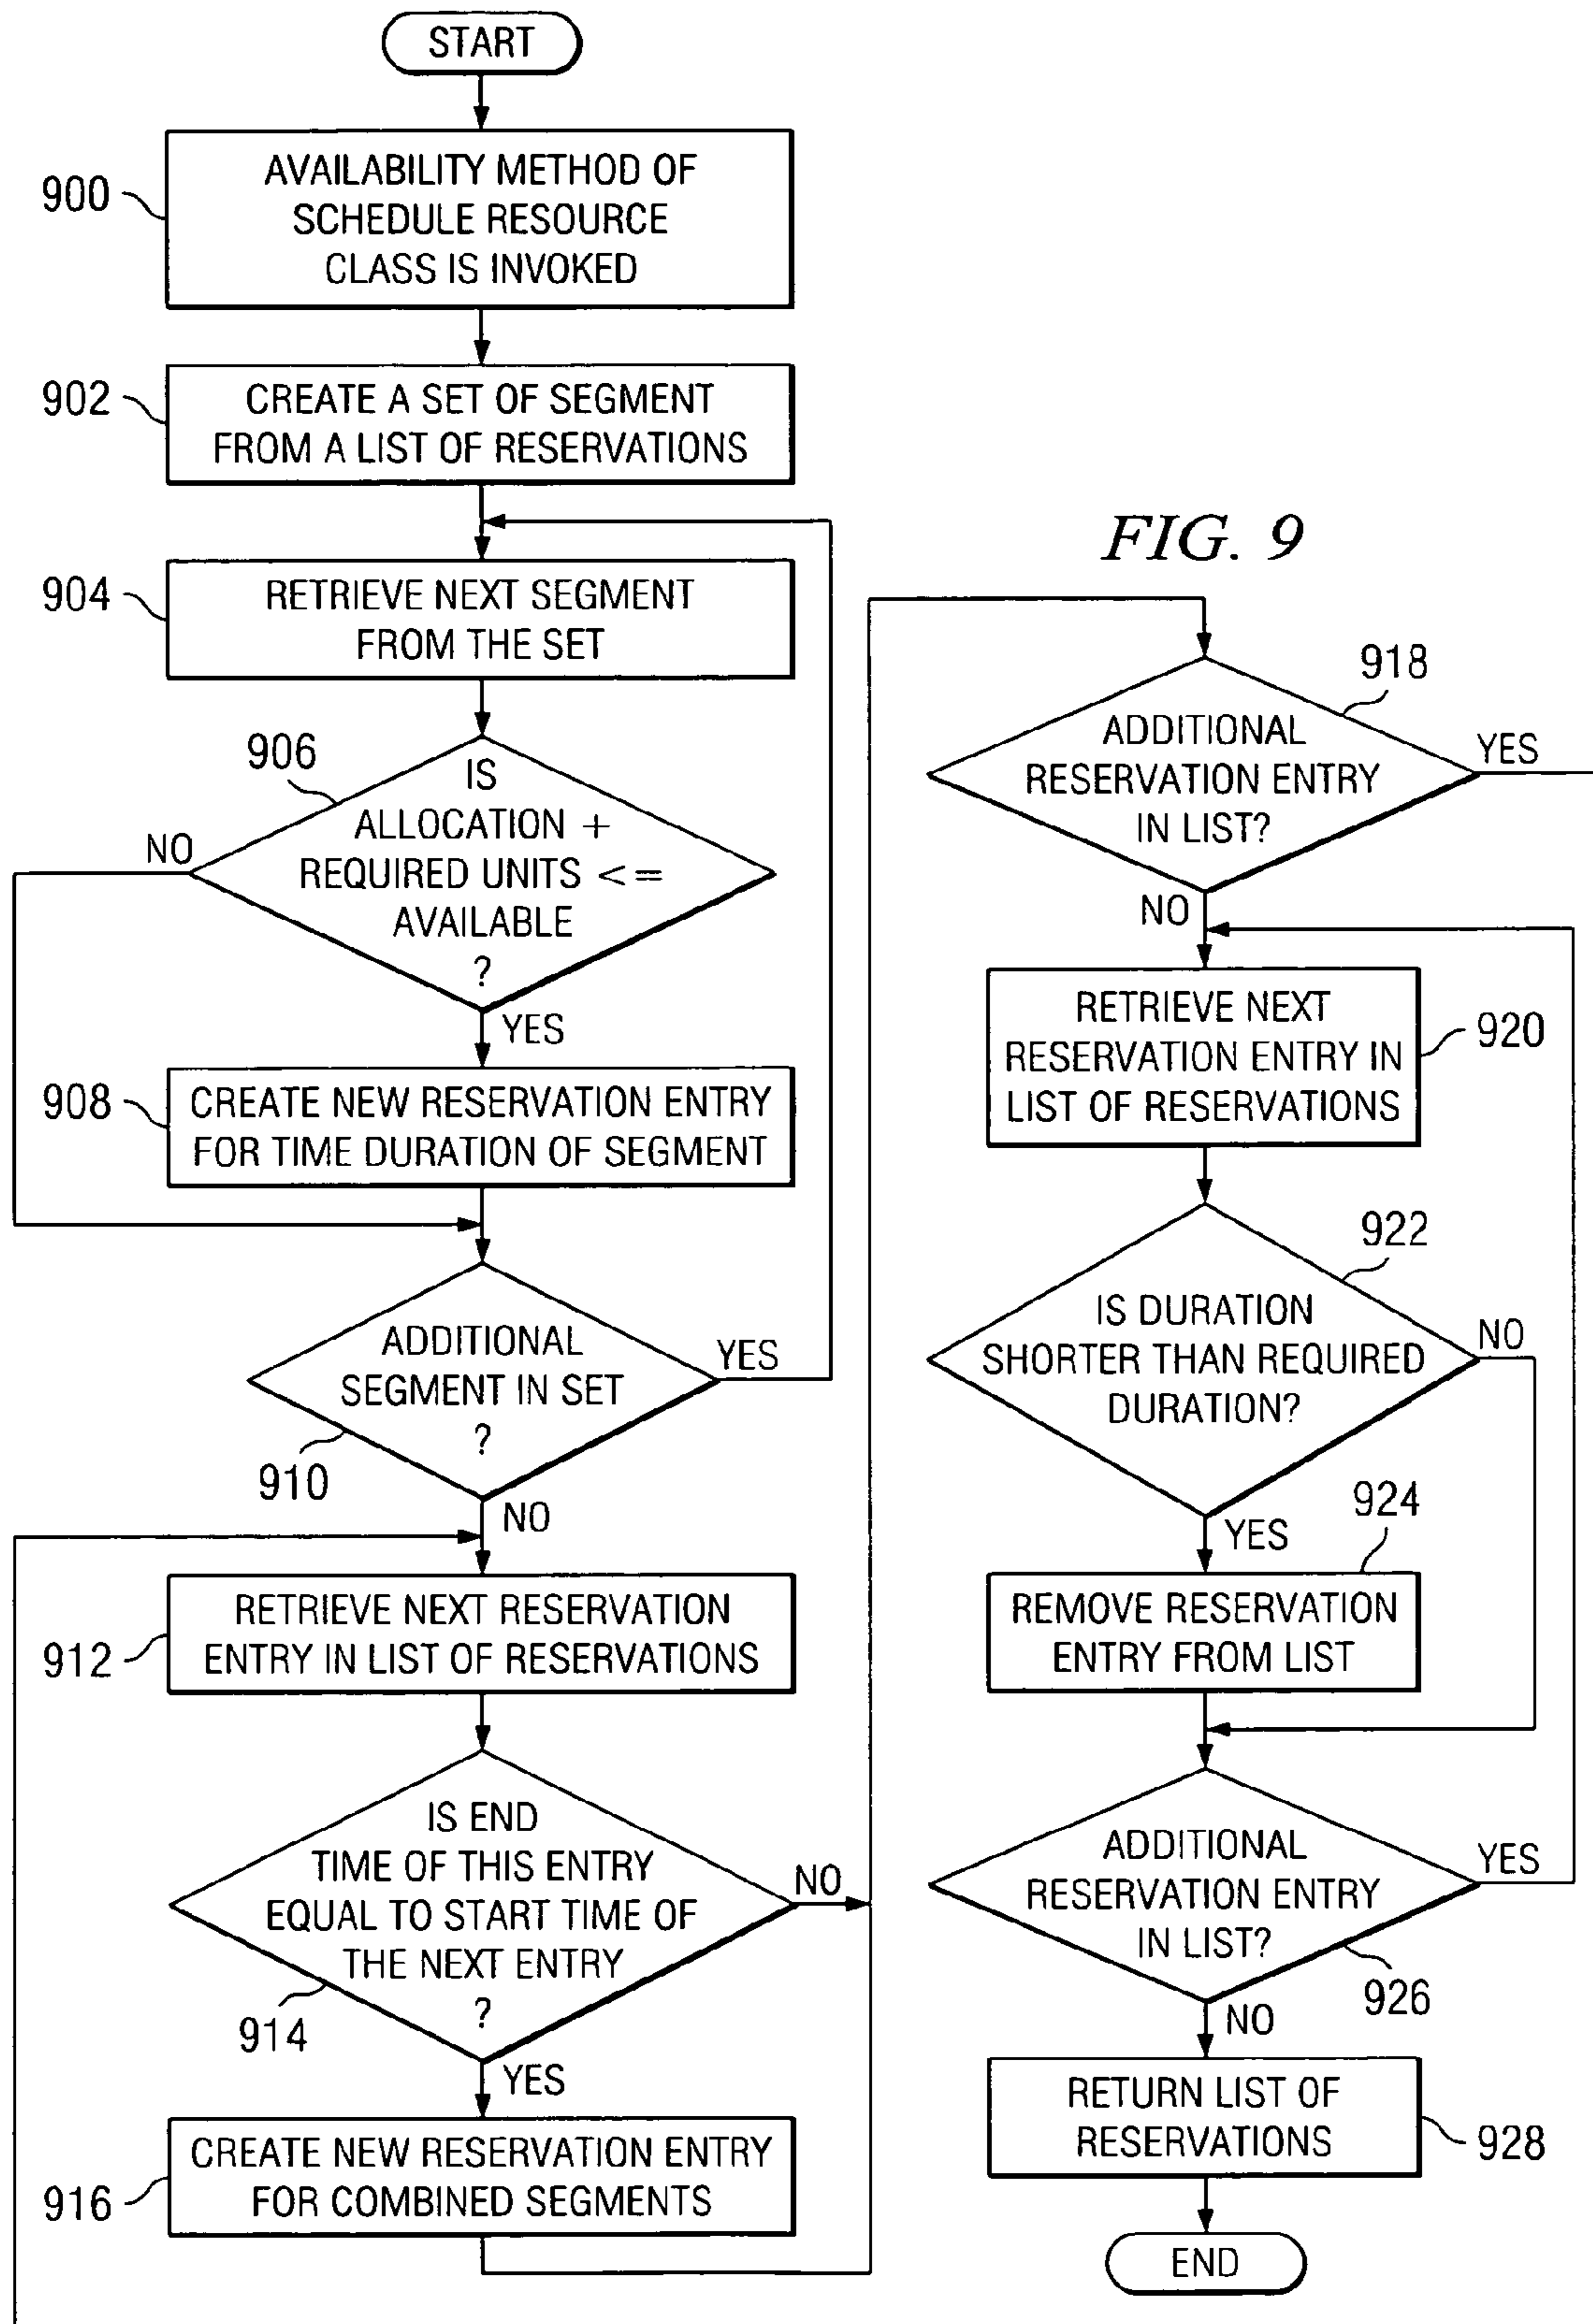 START
900
AVAILABILITY METHOD OF
SCHEDULE RESOURCE
CLASS IS INVOKED
902
CREATE A SET OF SEGMENT
FROM A LIST OF RESERVATIONS
904
RETRIEVE NEXT SEGMENT
FROM THE SET
906
IS
ALLOCATION +
REQUIRED UNITS <=
AVAILABLE
?
NO
YES
908
CREATE NEW RESERVATION ENTRY
FOR TIME DURATION OF SEGMENT
ADDITIONAL
SEGMENT IN SET
?
YES
910
NO
912
RETRIEVE NEXT RESERVATION
ENTRY IN LIST OF RESERVATIONS
IS END
TIME OF THIS ENTRY
EQUAL TO START TIME OF
THE NEXT ENTRY
?
NO
914
YES
916
CREATE NEW RESERVATION ENTRY
FOR COMBINED SEGMENTS
FIG. 9
918
ADDITIONAL
RESERVATION ENTRY
IN LIST?
YES
NO
RETRIEVE NEXT
RESERVATION ENTRY IN
LIST OF RESERVATIONS
920
922
IS DURATION
SHORTER THAN REQUIRED
DURATION?
NO
YES
924
REMOVE RESERVATION
ENTRY FROM LIST
ADDITIONAL
RESERVATION ENTRY
IN LIST?
YES
926
NO
RETURN LIST OF
RESERVATIONS
928
END